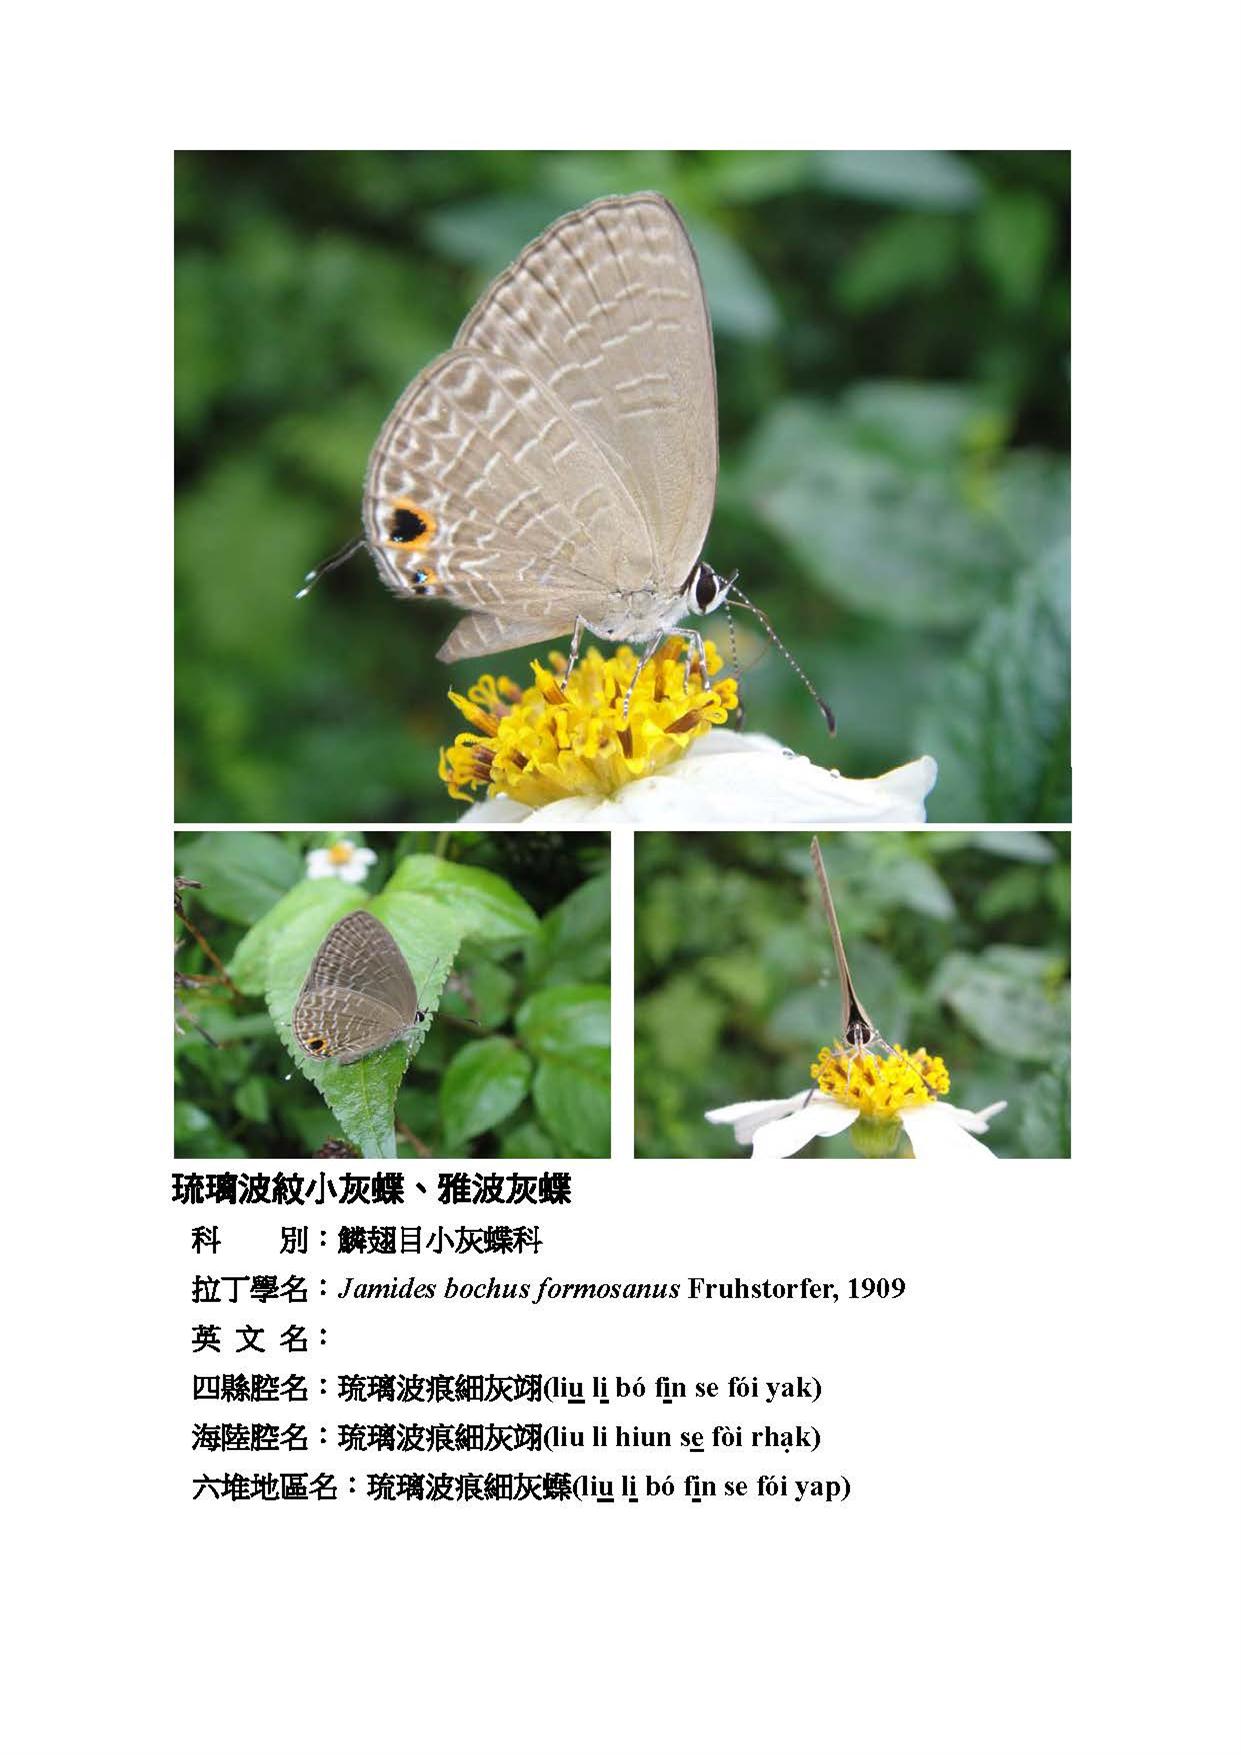 琉璃波紋小灰蝶、雅波灰蝶
科　　別：鱗翅目小灰蝶科
拉丁學名：Jamides bochus formosanus Fruhstorfer, 1909
英 文 名：
四縣腔名：琉璃波痕細灰翊(liu li bó fin se fói yak)
海陸腔名：琉璃波痕細灰翊(liu li hiun se fòi rhạk)
六堆地區名：琉璃波痕細灰蝶(liu li bó fin se fói yap)